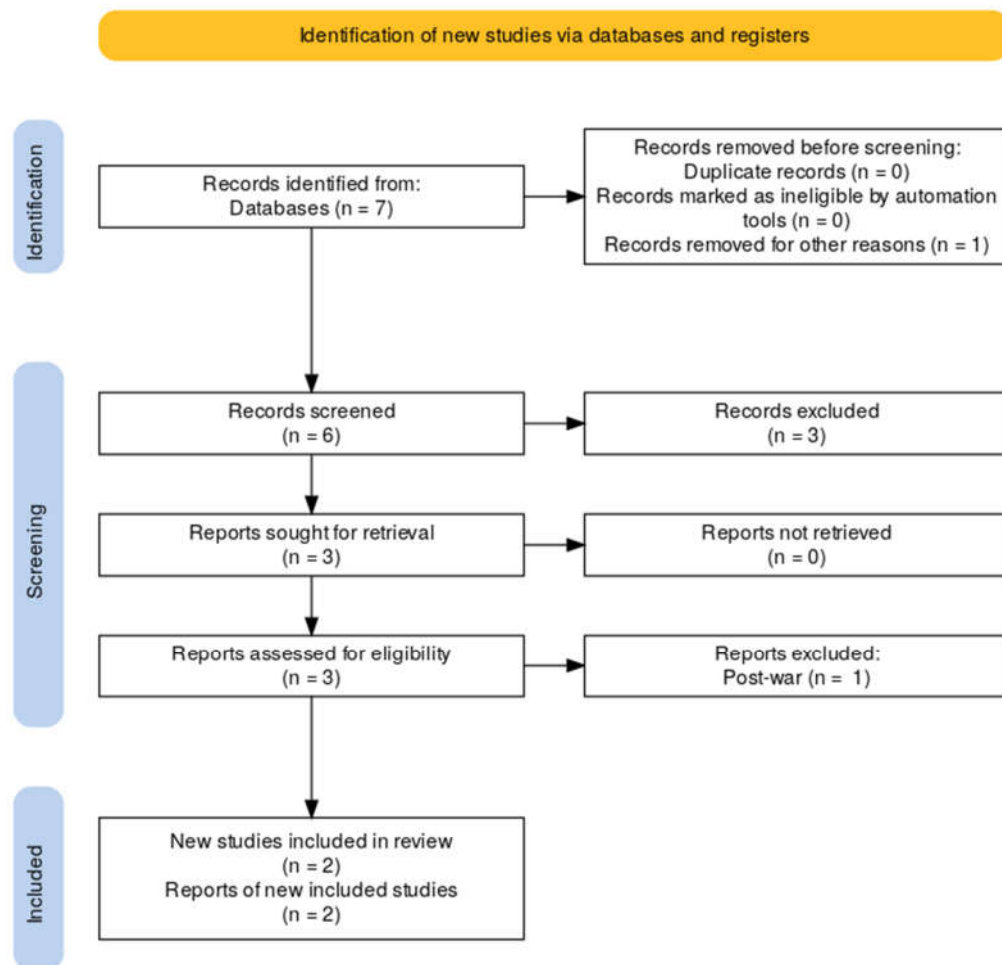 Identification of new studies via databases and registers
Identification
Records identified from:
Databases (n = 7)
Records removed before screening:
Duplicate records (n = 0)
Records marked as ineligible by automation
tools (n = 0)
Records removed for other reasons (n = 1)
Screening
Records screened
(n = 6)
Records excluded
(n = 3)
Reports sought for retrieval
(n = 3)
Reports not retrieved
(n = 0)
Reports assessed for eligibility
(n = 3)
Reports excluded:
Post-war (n = 1)
Included
New studies included in review
(n = 2)
Reports of new included studies
(n = 2)